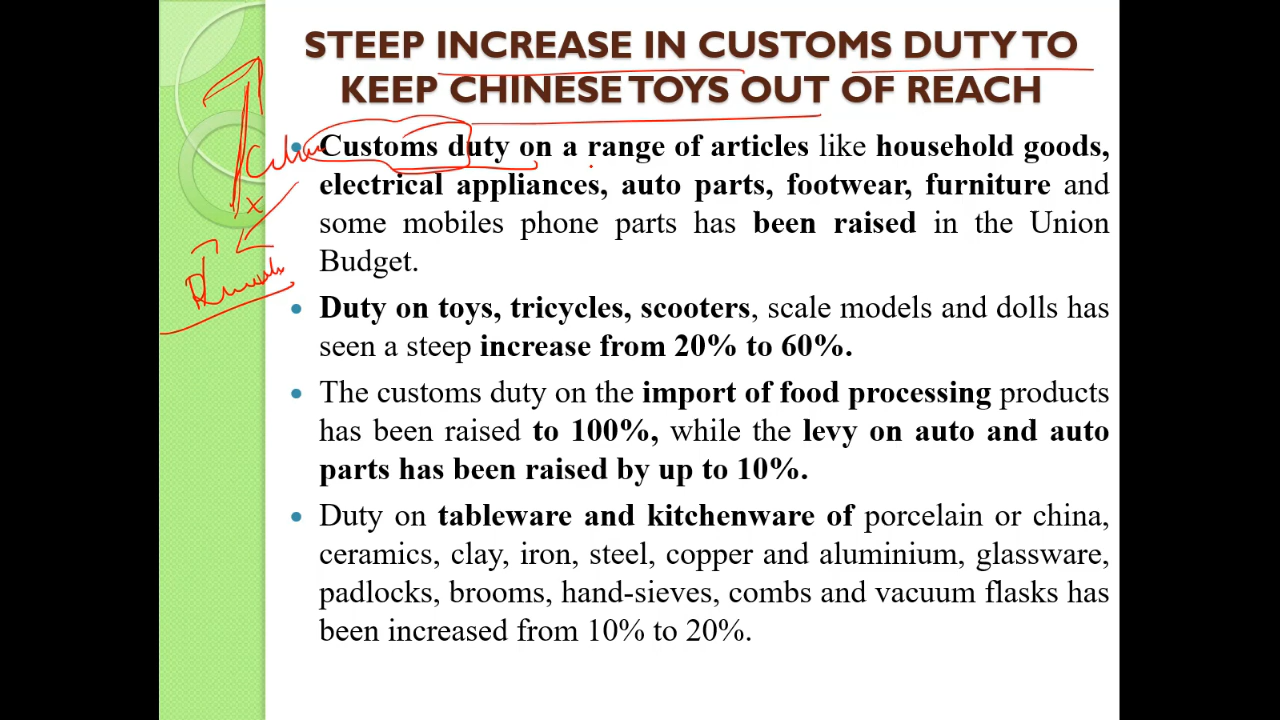 STEEP INCREASE IN CUSTOMS DUTY TO
KEEP CHINESE TOYS OUT OF REACH
• Customs duty on a range of articles like household goods,
electrical appliances, auto parts, footwear, furniture and
some mobiles phone parts has been raised in the Union
Budget.
• Duty on toys, tricycles, scooters, scale models and dolls has
seen a steep increase from 20% to 60%.
• The customs duty on the import of food processing products
has been raised to 100%, while the levy on auto and auto
parts has been raised by up to 10%.
• Duty on tableware and kitchenware of porcelain or china,
ceramics, clay, iron, steel, copper and aluminium, glassware,
padlocks, brooms, hand-sieves, combs and vacuum flasks has
been increased from 10% to 20%.